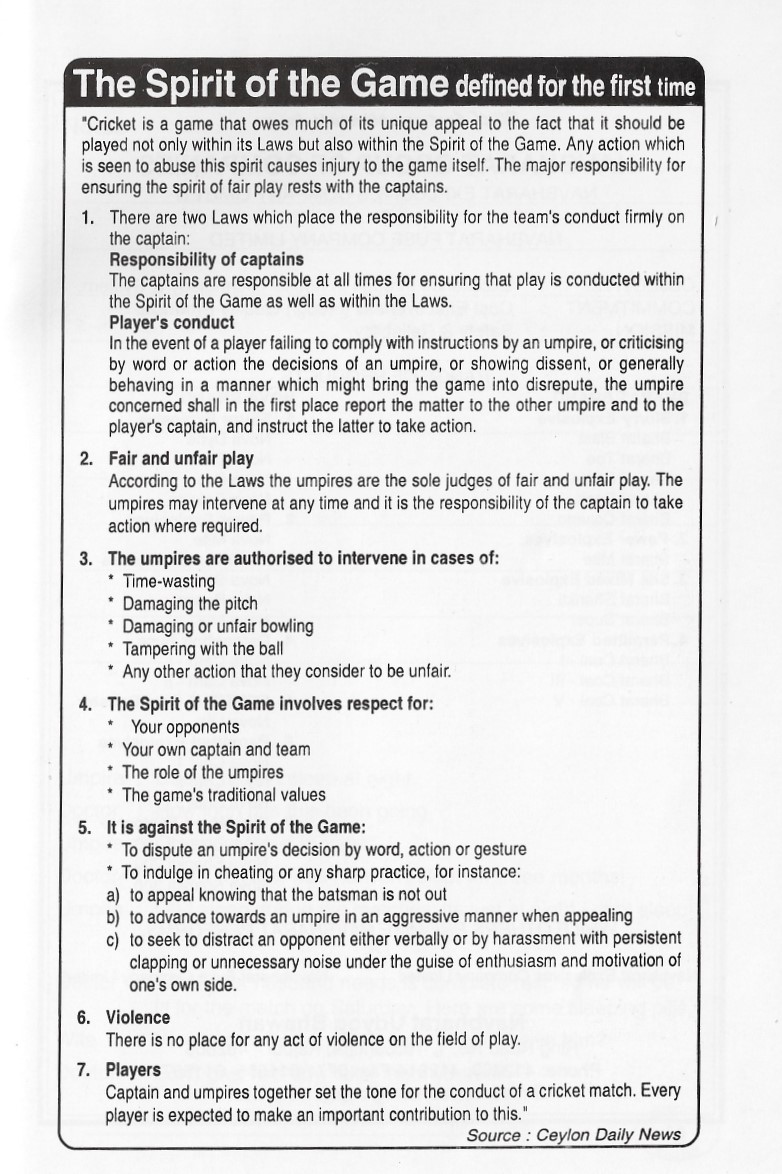 The Spirit of the Game defined for the first time
"Cricket is a game that owes much of its unique appeal to the fact that it should be
played not only within its Laws but also within the Spirit of the Game. Any action which
is seen to abuse this spirit causes injury to the game itself. The major responsibility for
ensuring the spirit of fair play rests with the captains.
1. There are two Laws which place the responsibility for the team's conduct firmly on
the captain:
Responsibility of captains
The captains are responsible at all times for ensuring that play is conducted within
the Spirit of the Game as well as within the Laws.
Player's conduct
In the event of a player failing to comply with instructions by an umpire, or criticising
by word or action the decisions of an umpire, or showing dissent, or generally
behaving in a manner which might bring the game into disrepute, the umpire
concerned shall in the first place report the matter to the other umpire and to the
player's captain, and instruct the latter to take action.
2. Fair and unfair play
According to the Laws the umpires are the sole judges of fair and unfair play. The
umpires may intervene at any time and it is the responsibility of the captain to take
action where required.
3. The umpires are authorised to intervene in cases of:
* Time-wasting
* Damaging the pitch
* Damaging or unfair bowling
* Tampering with the ball
* Any other action that they consider to be unfair.
4. The Spirit of the Game involves respect for:
* Your opponents
* Your own captain and team
* The role of the umpires
* The game's traditional values
5. It is against the Spirit of the Game:
* To dispute an umpire's decision by word, action or gesture
* To indulge in cheating or any sharp practice, for instance:
a) to appeal knowing that the batsman is not out
b) to advance towards an umpire in an aggressive manner when appealing
c) to seek to distract an opponent either verbally or by harassment with persistent
clapping or unnecessary noise under the guise of enthusiasm and motivation of
one's own side.
6. Violence
There is no place for any act of violence on the field of play.
7. Players
Captain and umpires together set the tone for the conduct of a cricket match. Every
player is expected to make an important contribution to this."
Source : Ceylon Daily News